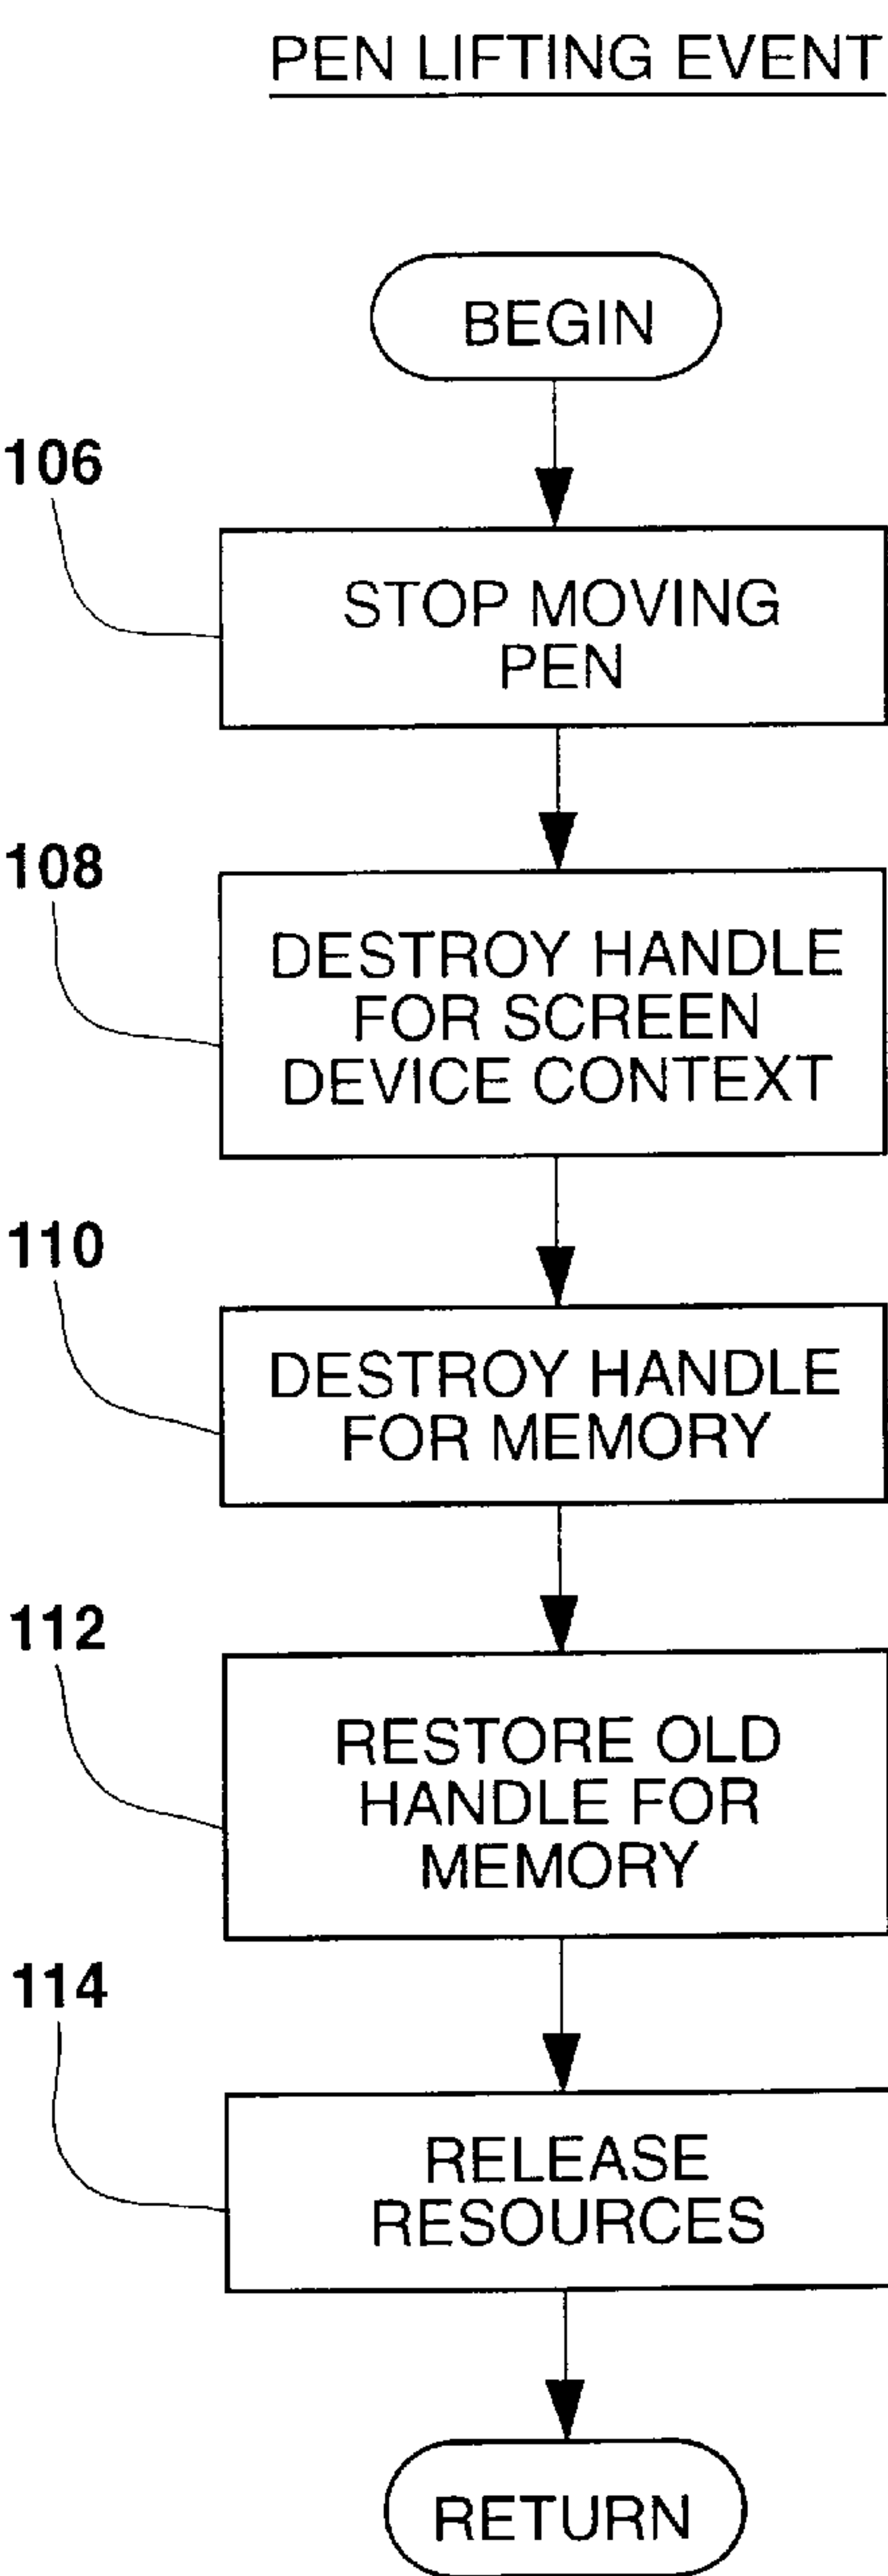 PEN LIFTING EVENT
BEGIN
106
STOP MOVING
PEN
108
DESTROY HANDLE
FOR SCREEN
DEVICE CONTEXT
110
DESTROY HANDLE
FOR MEMORY
112
RESTORE OLD
HANDLE FOR
MEMORY
114
RELEASE
RESOURCES
RETURN